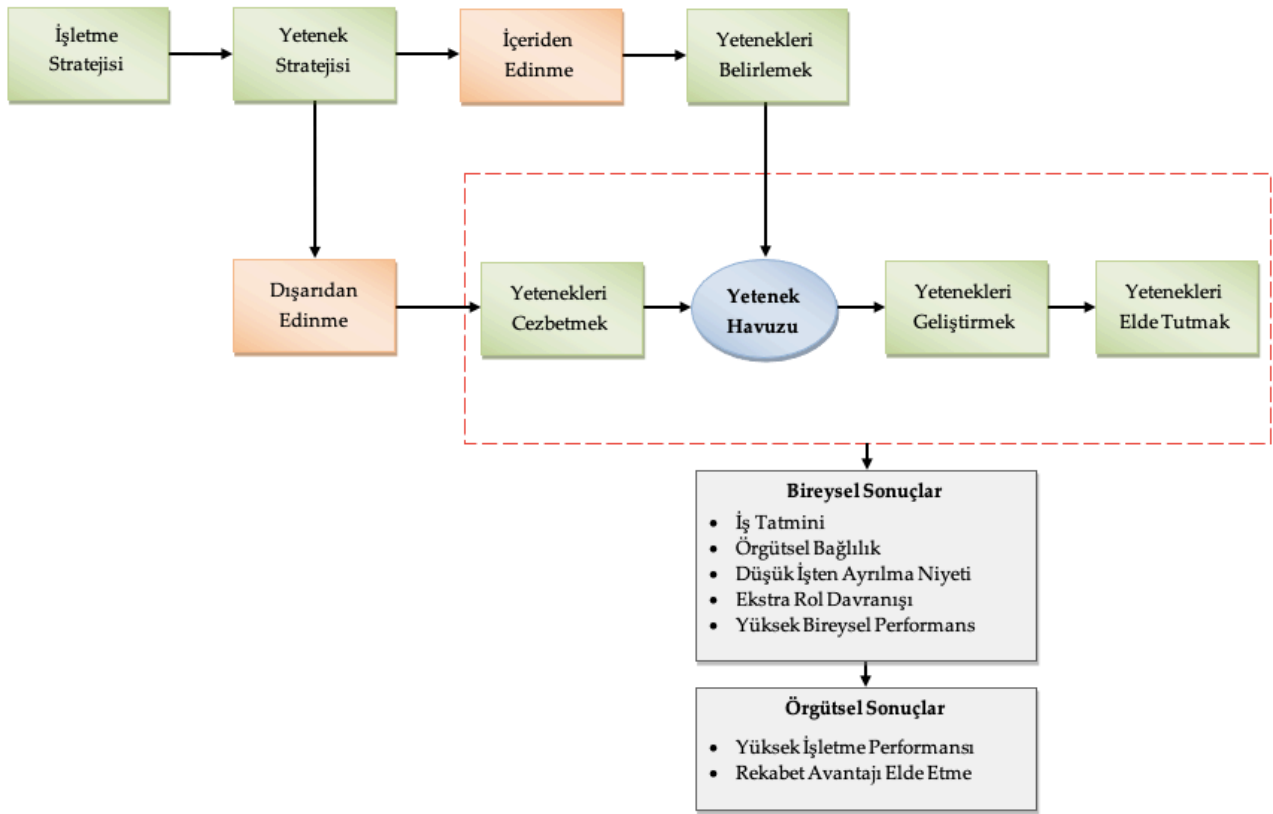 İşletme
Stratejisi
Yetenek
Stratejisi
İçeriden
Edinme
Yetenekleri
Belirlemek
Dışarıdan
Edinme
Yetenekleri
Cezbetmek
Yetenek
Havuzu
Yetenekleri
Geliştirmek
Yetenekleri
Elde Tutmak
Bireysel Sonuçlar
• İş Tatmini
• Örgütsel Bağlılık
• Düşük İşten Ayrılma Niyeti
• Ekstra Rol Davranışı
• Yüksek Bireysel Performans
Örgütsel Sonuçlar
• Yüksek İşletme Performansı
• Rekabet Avantajı Elde Etme